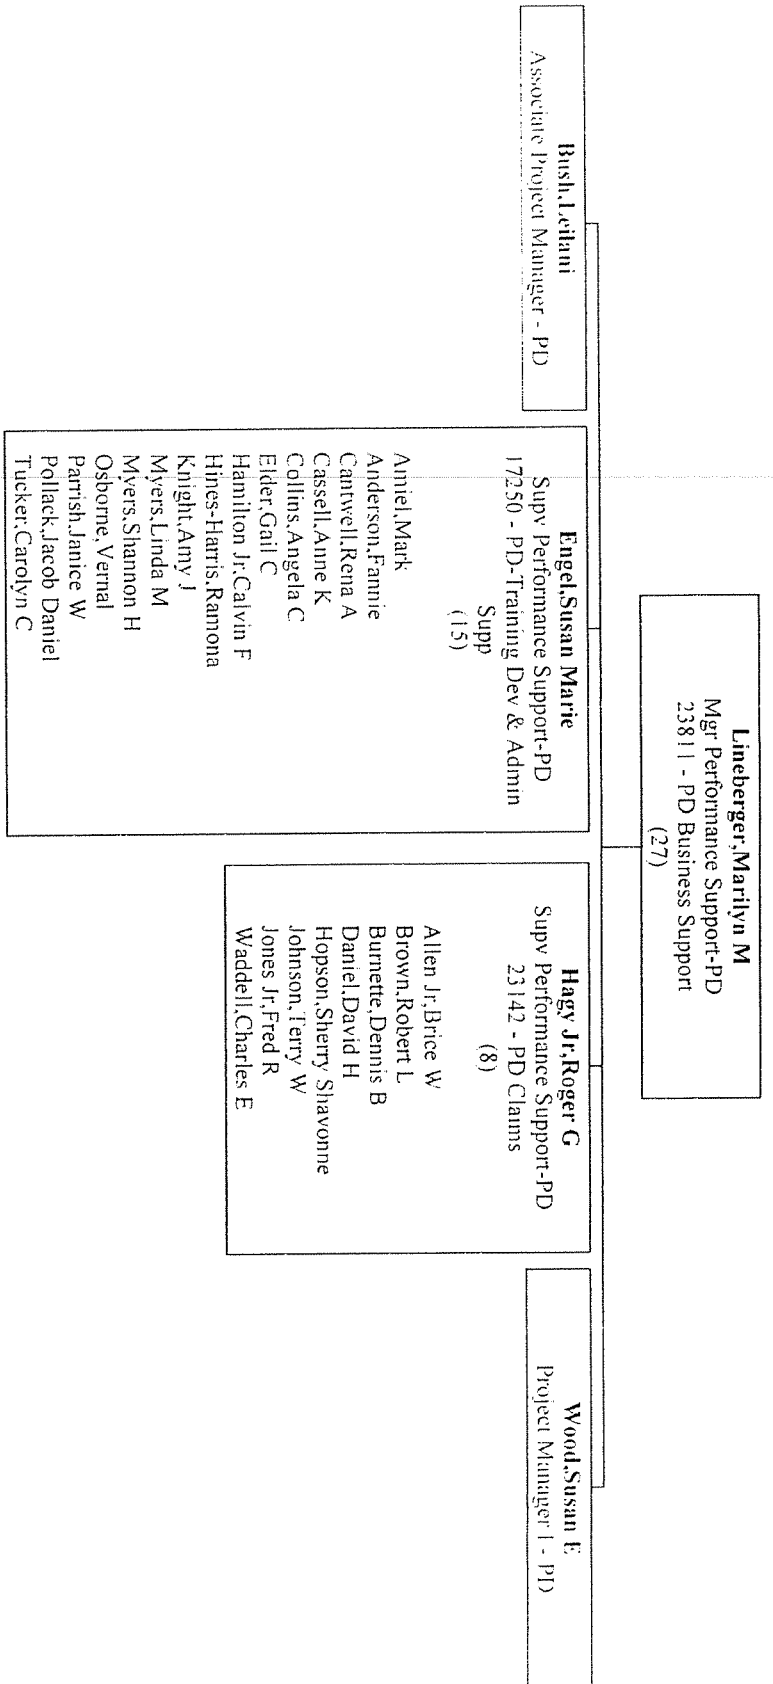 Lineberger,Marilyn M
Mgr Performance Support-PD
23811 - PD Business Support
(27)
Bush,Leilani
Associate Project Manager - PD
Engel,Susan Marie
Supv Performance Support-PD
17250 - PD-Training Dev & Admin
Supp
(15)
Amiel,Mark
Anderson,Fannie
Cantwell,Rena A
Cassell,Anne K
Collins,Angela C
Elder,Gail C
Hamilton Jr,Calvin F
Hines-Harris,Ramona
Knight,Amy J
Myers,Linda M
Myers,Shannon H
Osborne,Vernal
Parrish,Janice W
Pollack,Jacob Daniel
Tucker,Carolyn C
Hagy Jr,Roger G
Supv Performance Support-PD
23142 - PD Claims
(8)
Allen Jr,Brice W
Brown,Robert L
Burnette,Dennis B
Daniel,David H
Hopson,Sherry Shavonne
Johnson,Terry W
Jones Jr,Fred R
Waddell,Charles E
Wood,Susan E
Project Manager I - PD